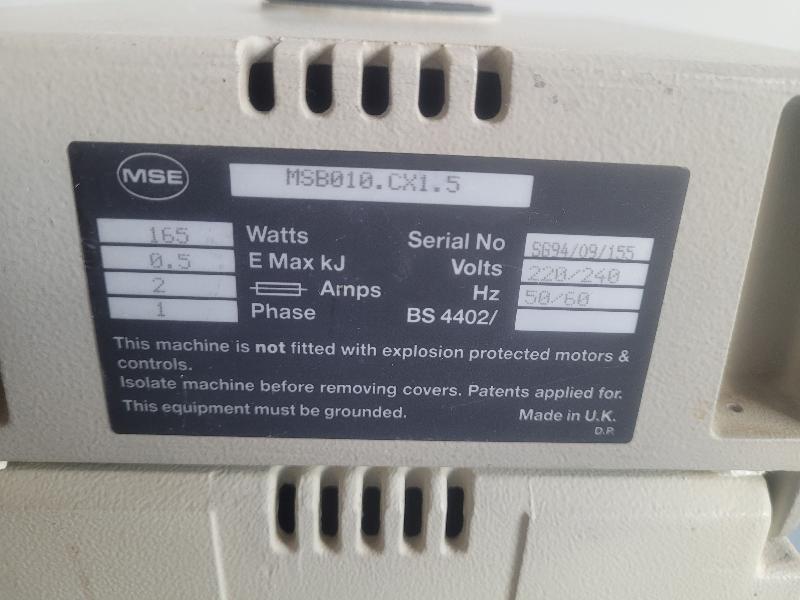 MSE
MSB010.CX1.5
165 Watts
0.5 E Max kJ
2 Amps
1 Phase
Serial No SG94/09/155
Volts 220/240
Hz 50/60
BS 4402/
This machine is not fitted with explosion protected motors &
controls.
Isolate machine before removing covers. Patents applied for.
This equipment must be grounded.
Made in U.K.
D.P.